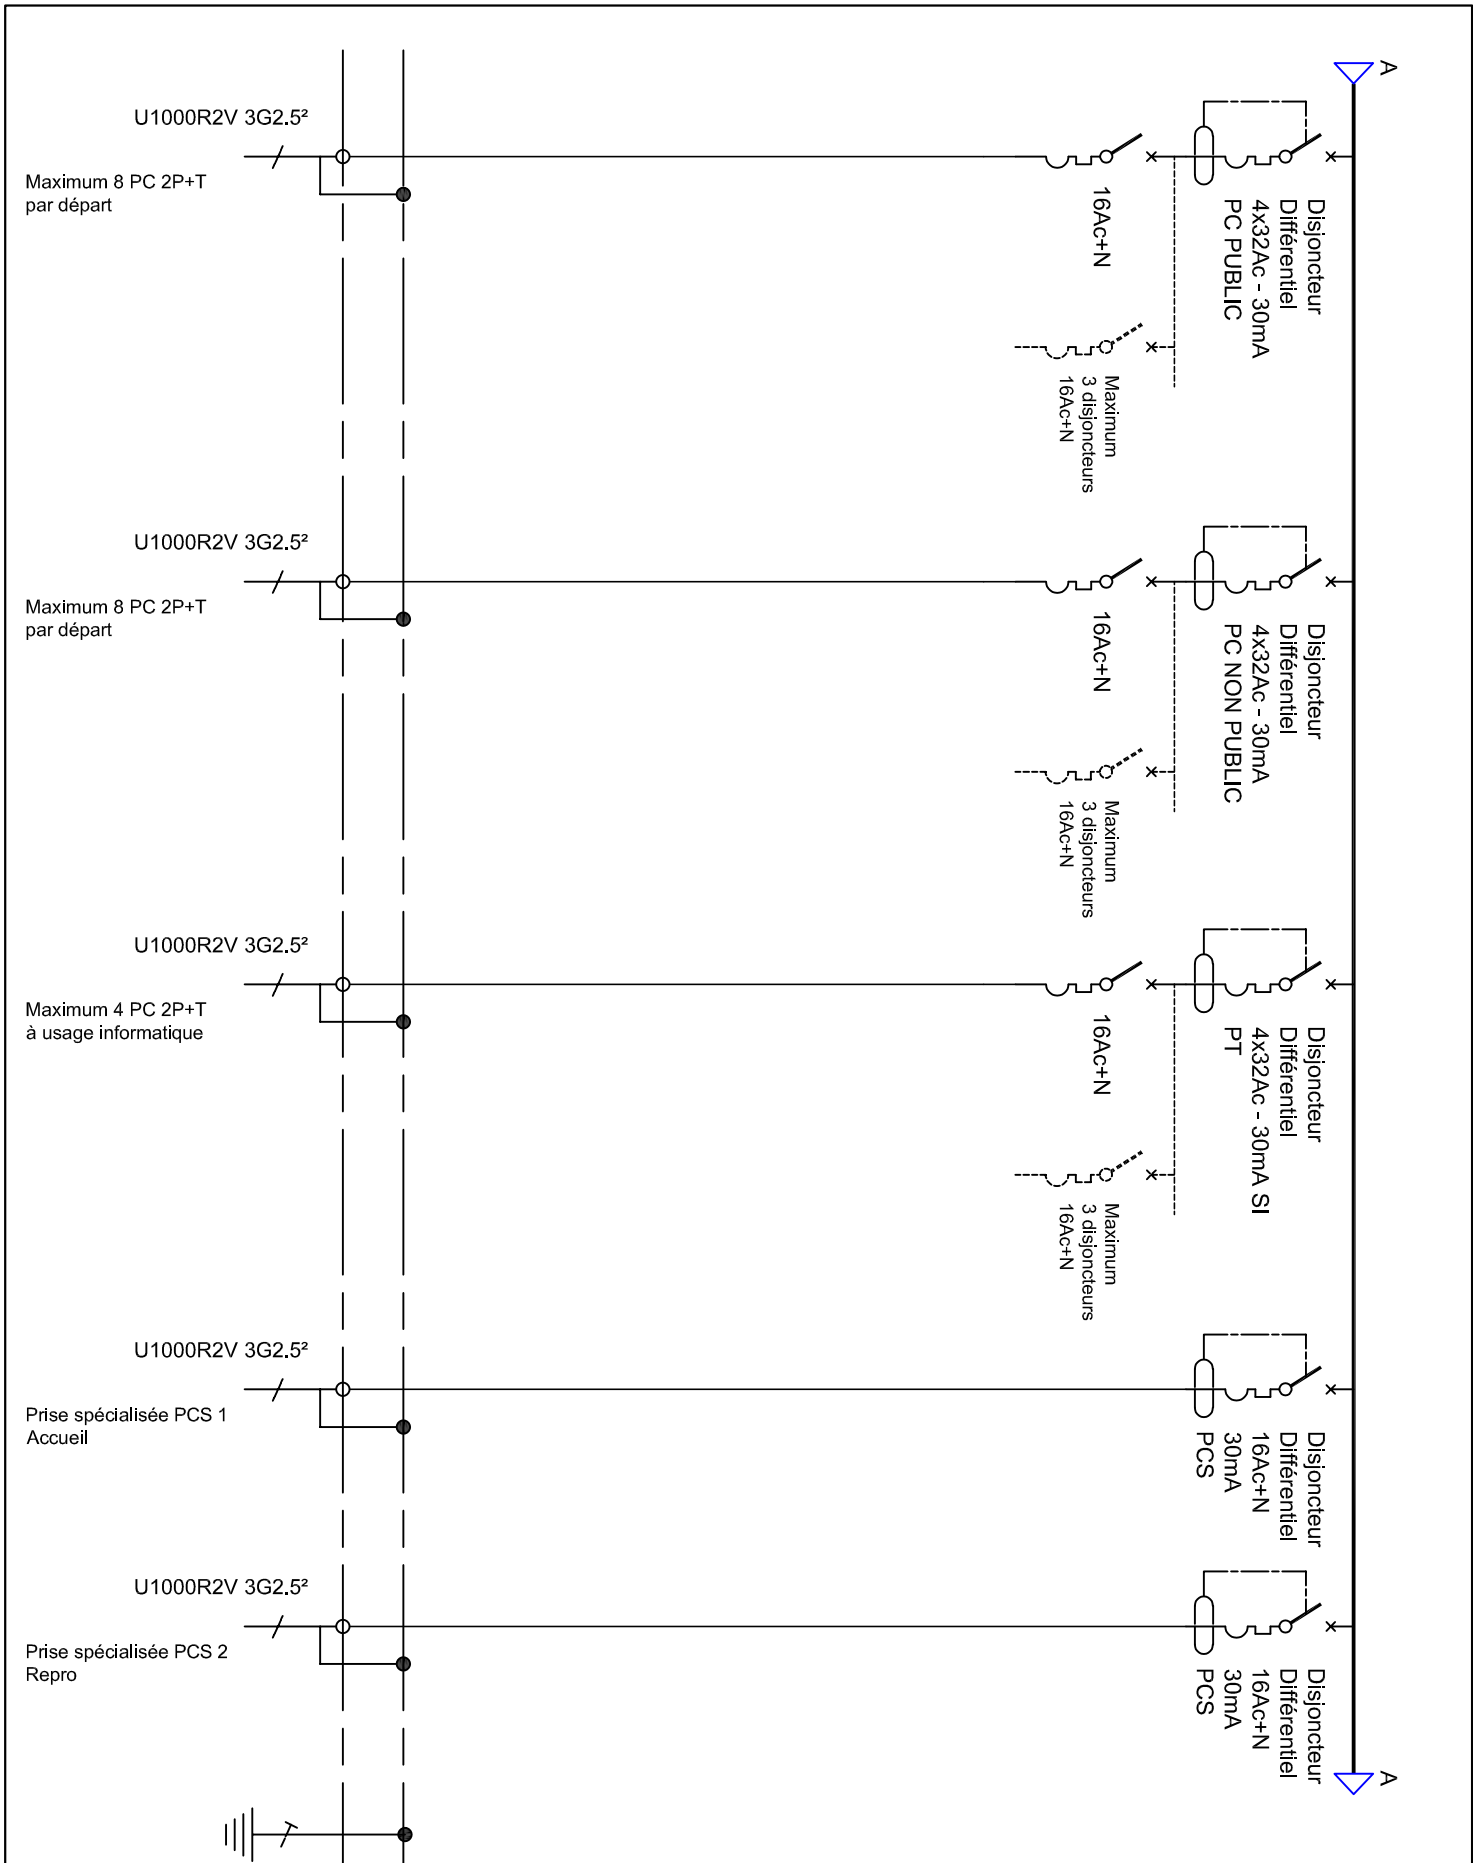 A
U1000R2V 3G2.5²
Maximum 8 PC 2P+T
par départ
16Ac+N
Disjoncteur
Différentiel
4x32Ac - 30mA
PC PUBLIC
Maximum
3 disjoncteurs
16Ac+N
U1000R2V 3G2.5²
Maximum 8 PC 2P+T
par départ
16Ac+N
Disjoncteur
Différentiel
4x32Ac - 30mA
PC NON PUBLIC
Maximum
3 disjoncteurs
16Ac+N
U1000R2V 3G2.5²
Maximum 4 PC 2P+T
à usage informatique
16Ac+N
Disjoncteur
Différentiel
4x32Ac - 30mA SI
PT
Maximum
3 disjoncteurs
16Ac+N
U1000R2V 3G2.5²
Prise spécialisée PCS 1
Accueil
Disjoncteur
Différentiel
16Ac+N
30mA
PCS
U1000R2V 3G2.5²
Prise spécialisée PCS 2
Repro
Disjoncteur
Différentiel
16Ac+N
30mA
PCS
A